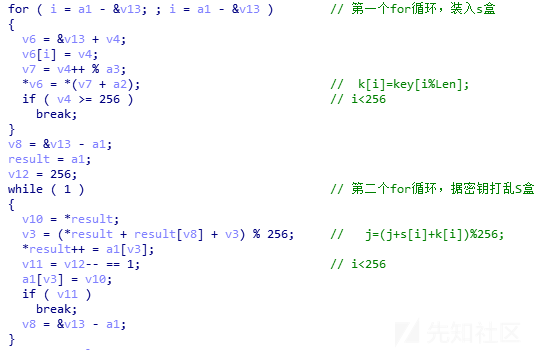 for ( i = a1 - &v13; ; i = a1 - &v13 ) // 第一个for循环，装入s盒
{
v6 = &v13 + v4;
v6[i] = v4;
v7 = v4++ % a3;
*v6 = *(v7 + a2); // k[i]=key[i%Len];
if ( v4 >= 256 ) // i<256
break;
}
v8 = &v13 - a1;
result = a1;
v12 = 256;
while ( 1 ) // 第二个for循环，据密钥打乱S盒
{
v10 = *result;
v3 = (*result + result[v8] + v3) % 256; // j=(j+s[i]+k[i])%256;
*result++ = a1[v3];
v11 = v12-- == 1; // i<256
a1[v3] = v10;
if ( v11 )
break;
v8 = &v13 - a1;
}
先知社区